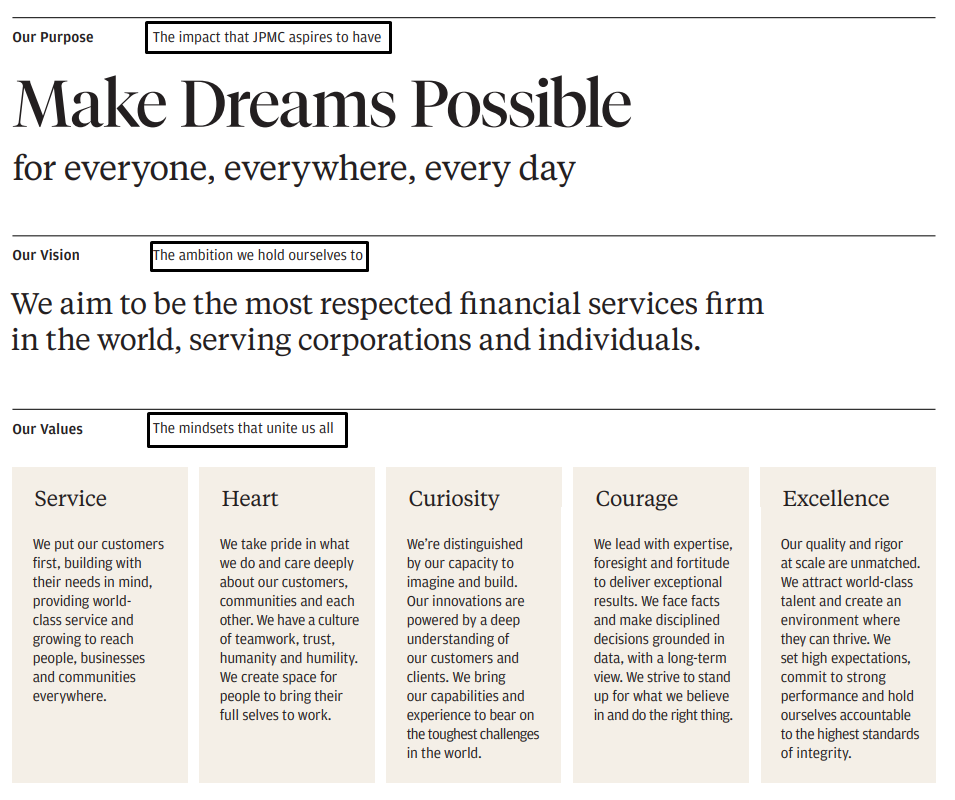 Our Purpose The impact that JPMC aspires to have
Make Dreams Possible
for everyone, everywhere, every day
Our Vision The ambition we hold ourselves to
We aim to be the most respected financial services firm
in the world, serving corporations and individuals.
Our Values The mindsets that unite us all
Service
We put our customers
first, building with
their needs in mind,
providing world-
class service and
growing to reach
people, businesses
and communities
everywhere.
Heart
We take pride in what
we do and care deeply
about our customers,
communities and each
other. We have a culture
of teamwork, trust,
humanity and humility.
We create space for
people to bring their
full selves to work.
Curiosity
We’re distinguished
by our capacity to
imagine and build.
Our innovations are
powered by a deep
understanding of
our customers and
clients. We bring
our capabilities and
experience to bear on
the toughest challenges
in the world.
Courage
We lead with expertise,
foresight and fortitude
to deliver exceptional
results. We face facts
and make disciplined
decisions grounded in
data, with a long-term
view. We strive to stand
up for what we believe
in and do the right thing.
Excellence
Our quality and rigor
at scale are unmatched.
We attract world-class
talent and create an
environment where
they can thrive. We
set high expectations,
commit to strong
performance and hold
ourselves accountable
to the highest standards
of integrity.